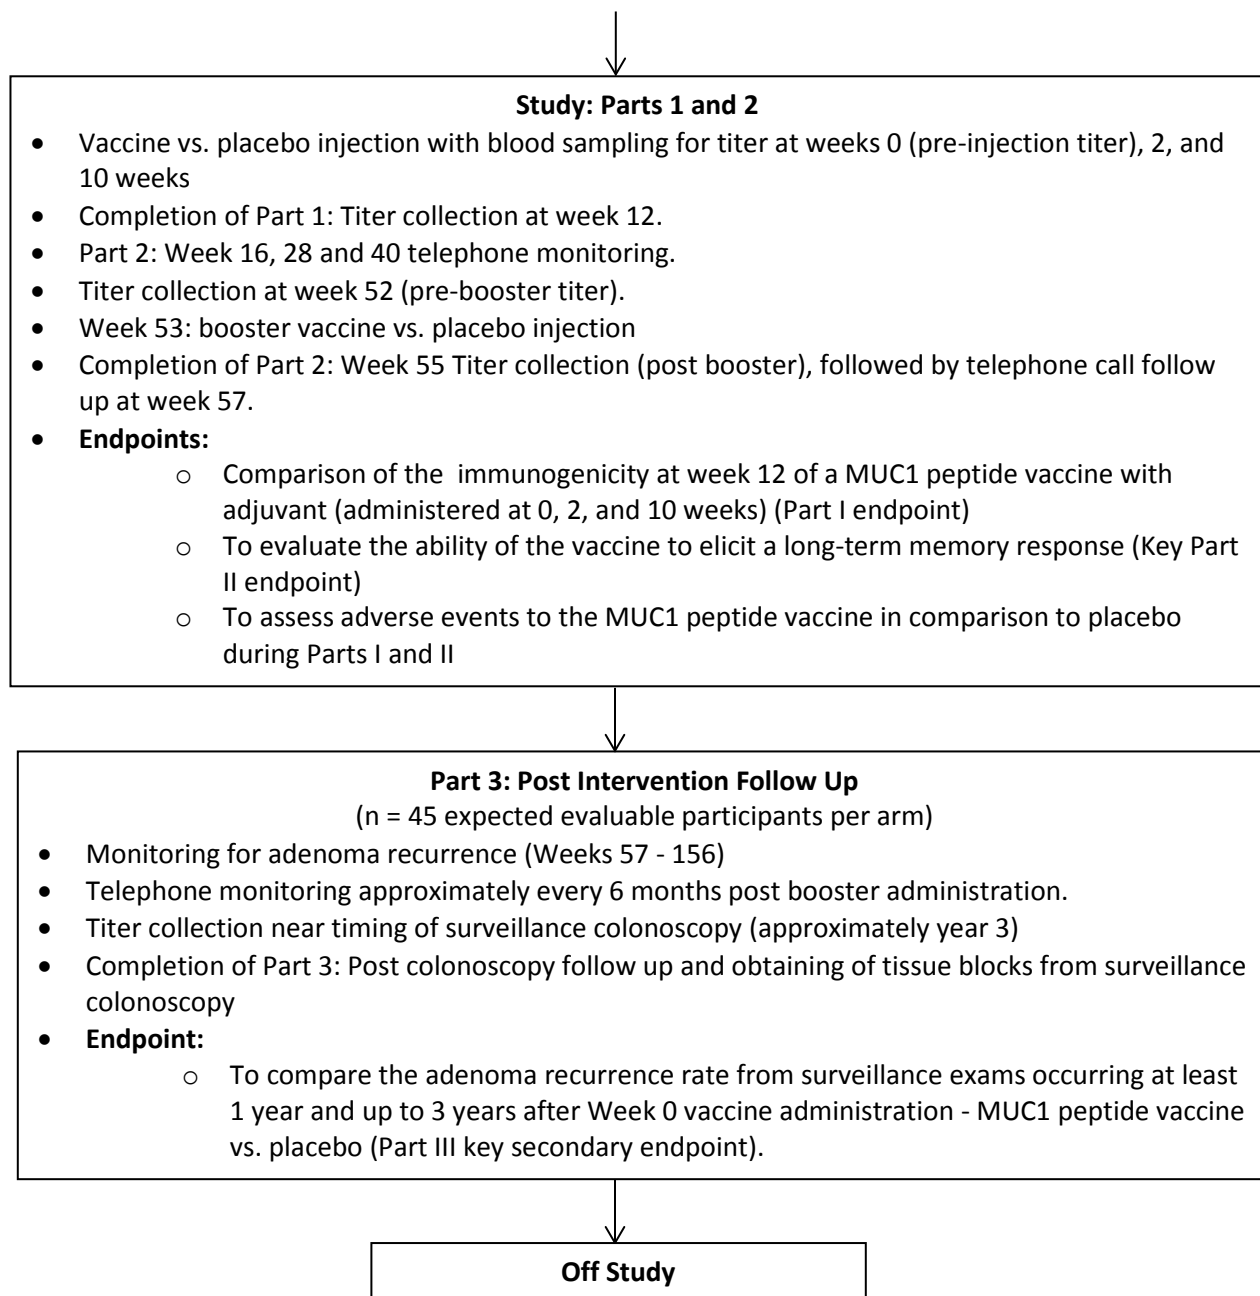 Study: Parts 1 and 2
• Vaccine vs. placebo injection with blood sampling for titer at weeks 0 (pre-injection titer), 2, and
10 weeks
• Completion of Part 1: Titer collection at week 12.
• Part 2: Week 16, 28 and 40 telephone monitoring.
• Titer collection at week 52 (pre-booster titer).
• Week 53: booster vaccine vs. placebo injection
• Completion of Part 2: Week 55 Titer collection (post booster), followed by telephone call follow
up at week 57.
• Endpoints:
o Comparison of the immunogenicity at week 12 of a MUC1 peptide vaccine with
adjuvant (administered at 0, 2, and 10 weeks) (Part I endpoint)
o To evaluate the ability of the vaccine to elicit a long-term memory response (Key Part
II endpoint)
o To assess adverse events to the MUC1 peptide vaccine in comparison to placebo
during Parts I and II
Part 3: Post Intervention Follow Up
(n = 45 expected evaluable participants per arm)
• Monitoring for adenoma recurrence (Weeks 57 - 156)
• Telephone monitoring approximately every 6 months post booster administration.
• Titer collection near timing of surveillance colonoscopy (approximately year 3)
• Completion of Part 3: Post colonoscopy follow up and obtaining of tissue blocks from surveillance
colonoscopy
• Endpoint:
o To compare the adenoma recurrence rate from surveillance exams occurring at least
1 year and up to 3 years after Week 0 vaccine administration - MUC1 peptide vaccine
vs. placebo (Part III key secondary endpoint).
Off Study